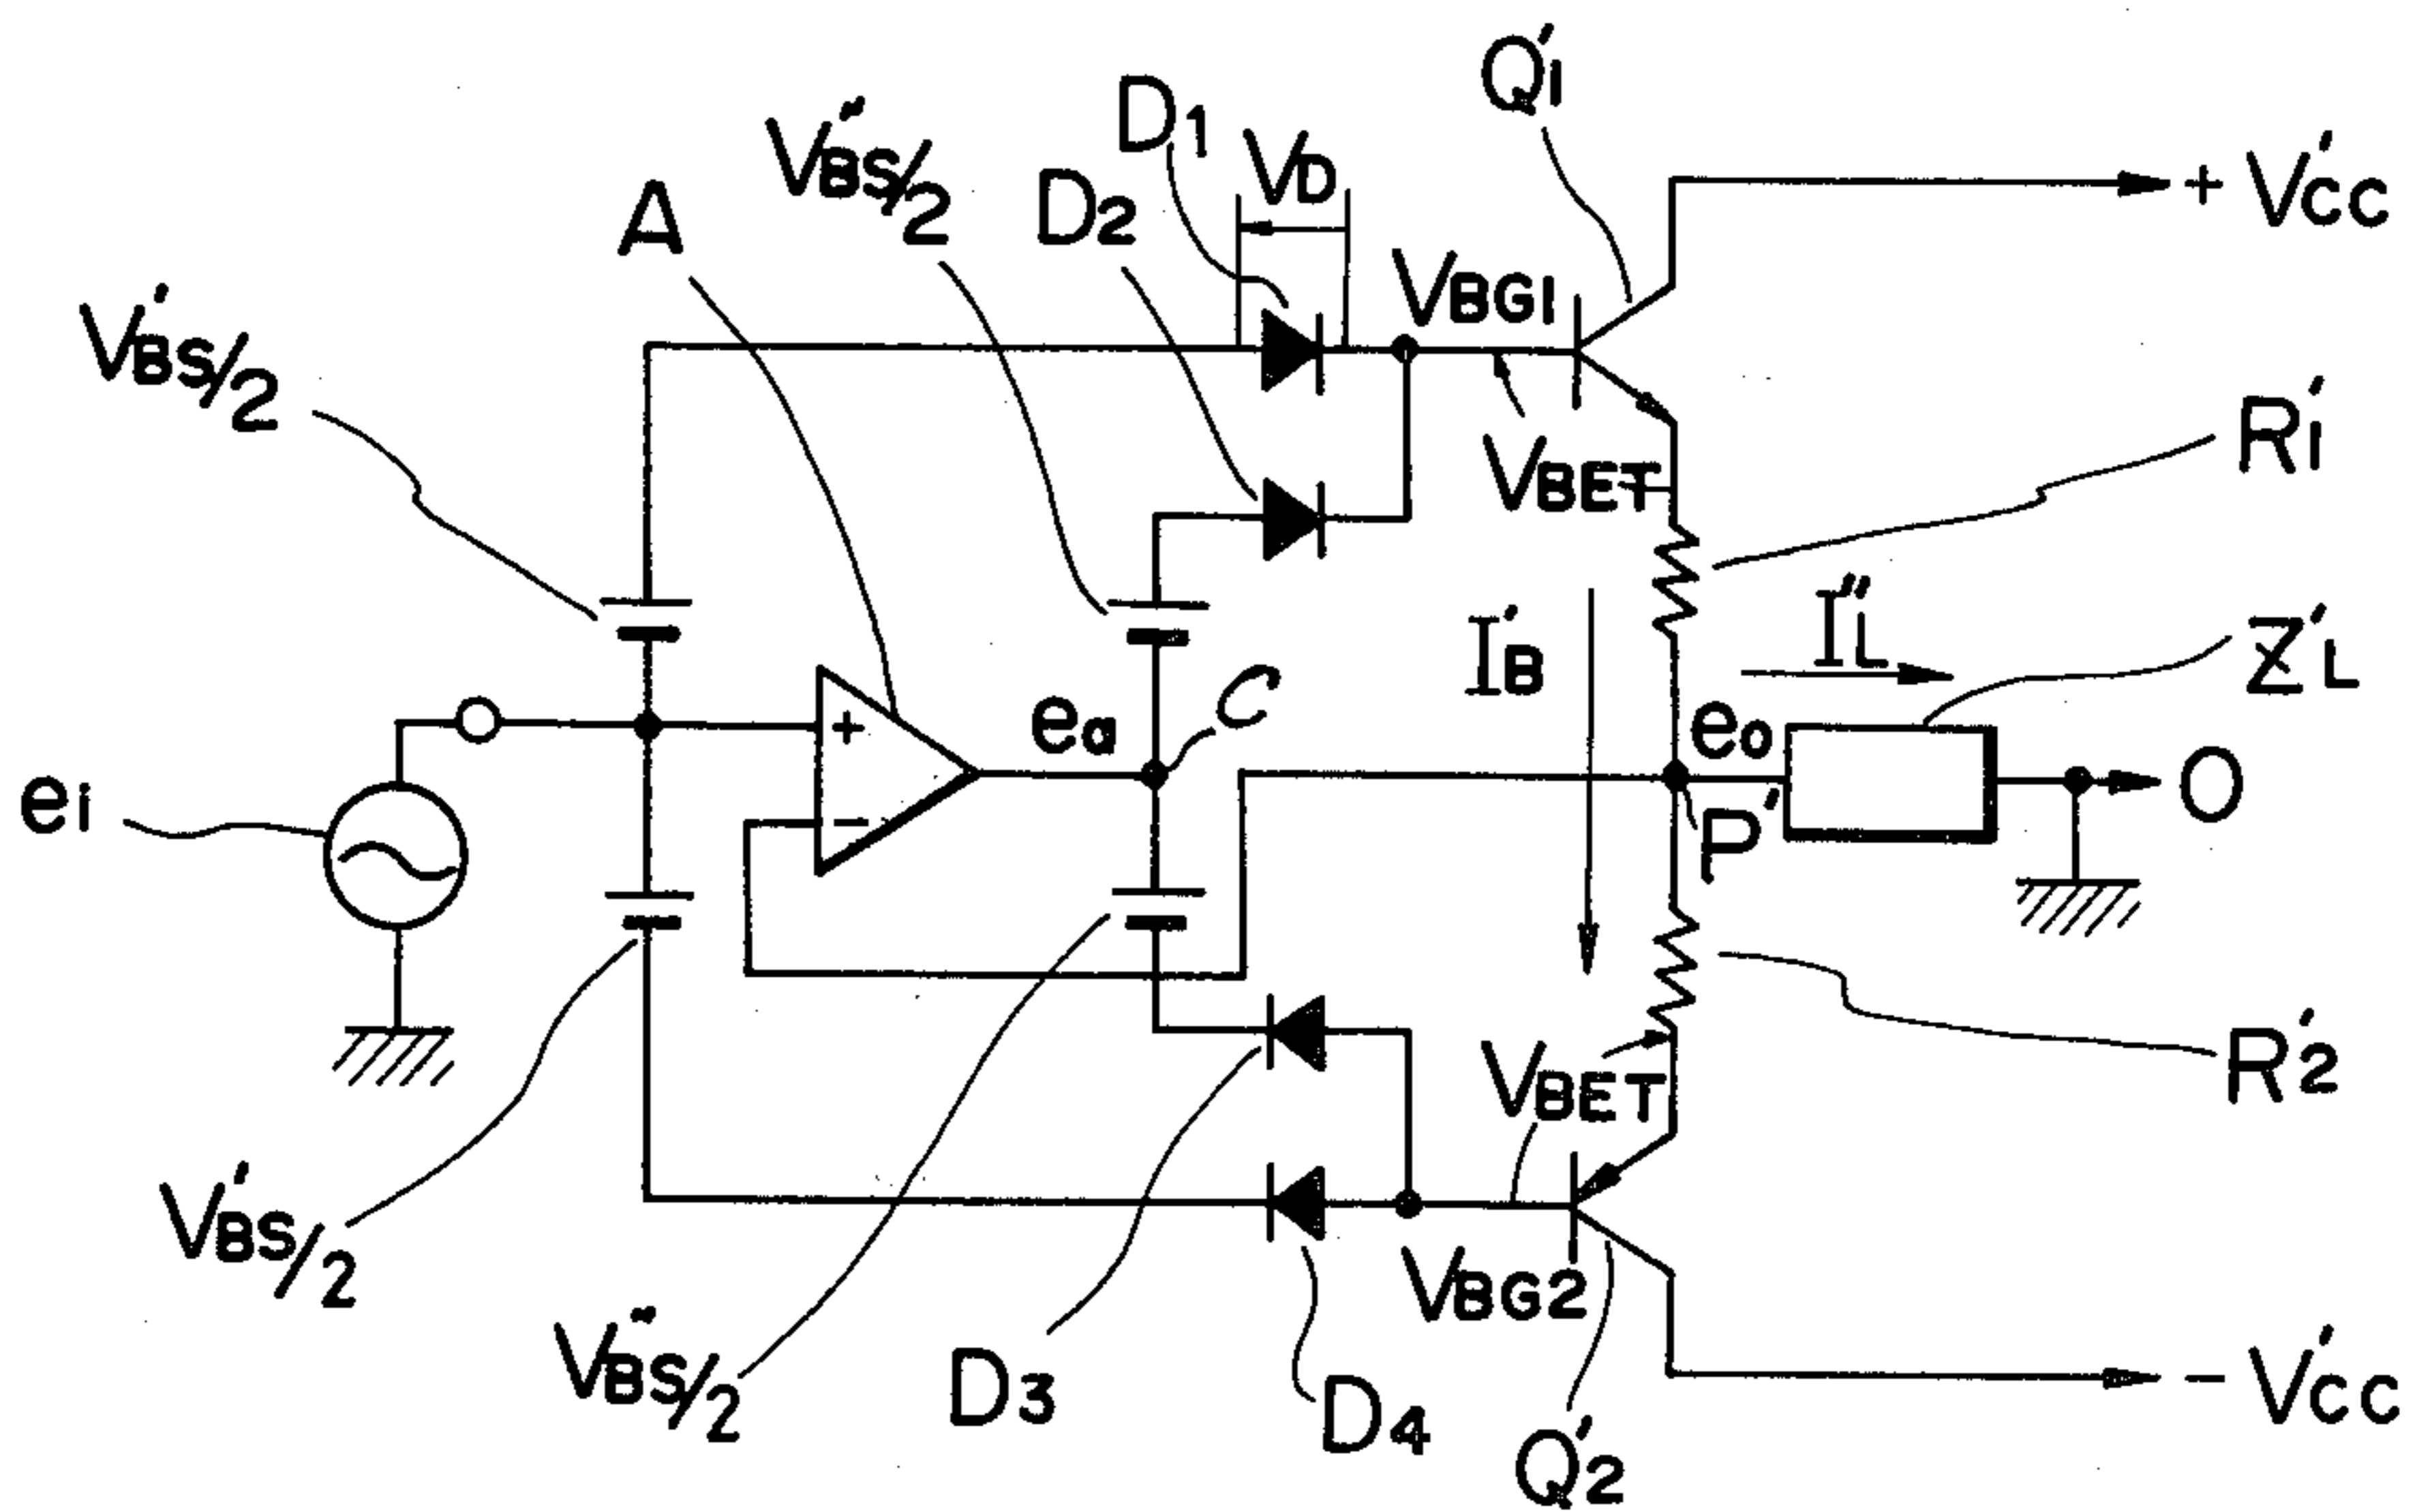 Q'1
D1
V"BS/2
VD
+ V'CC
D2
A
VBG1
V'BS/2
R'1
VBET
I'B
I"L
Z'L
ea
C
eo
+
ei
−
P'
O
VBET
R'2
V'BS/2
VBG2
V"BS/2
D3
D4
− V'CC
Q'2